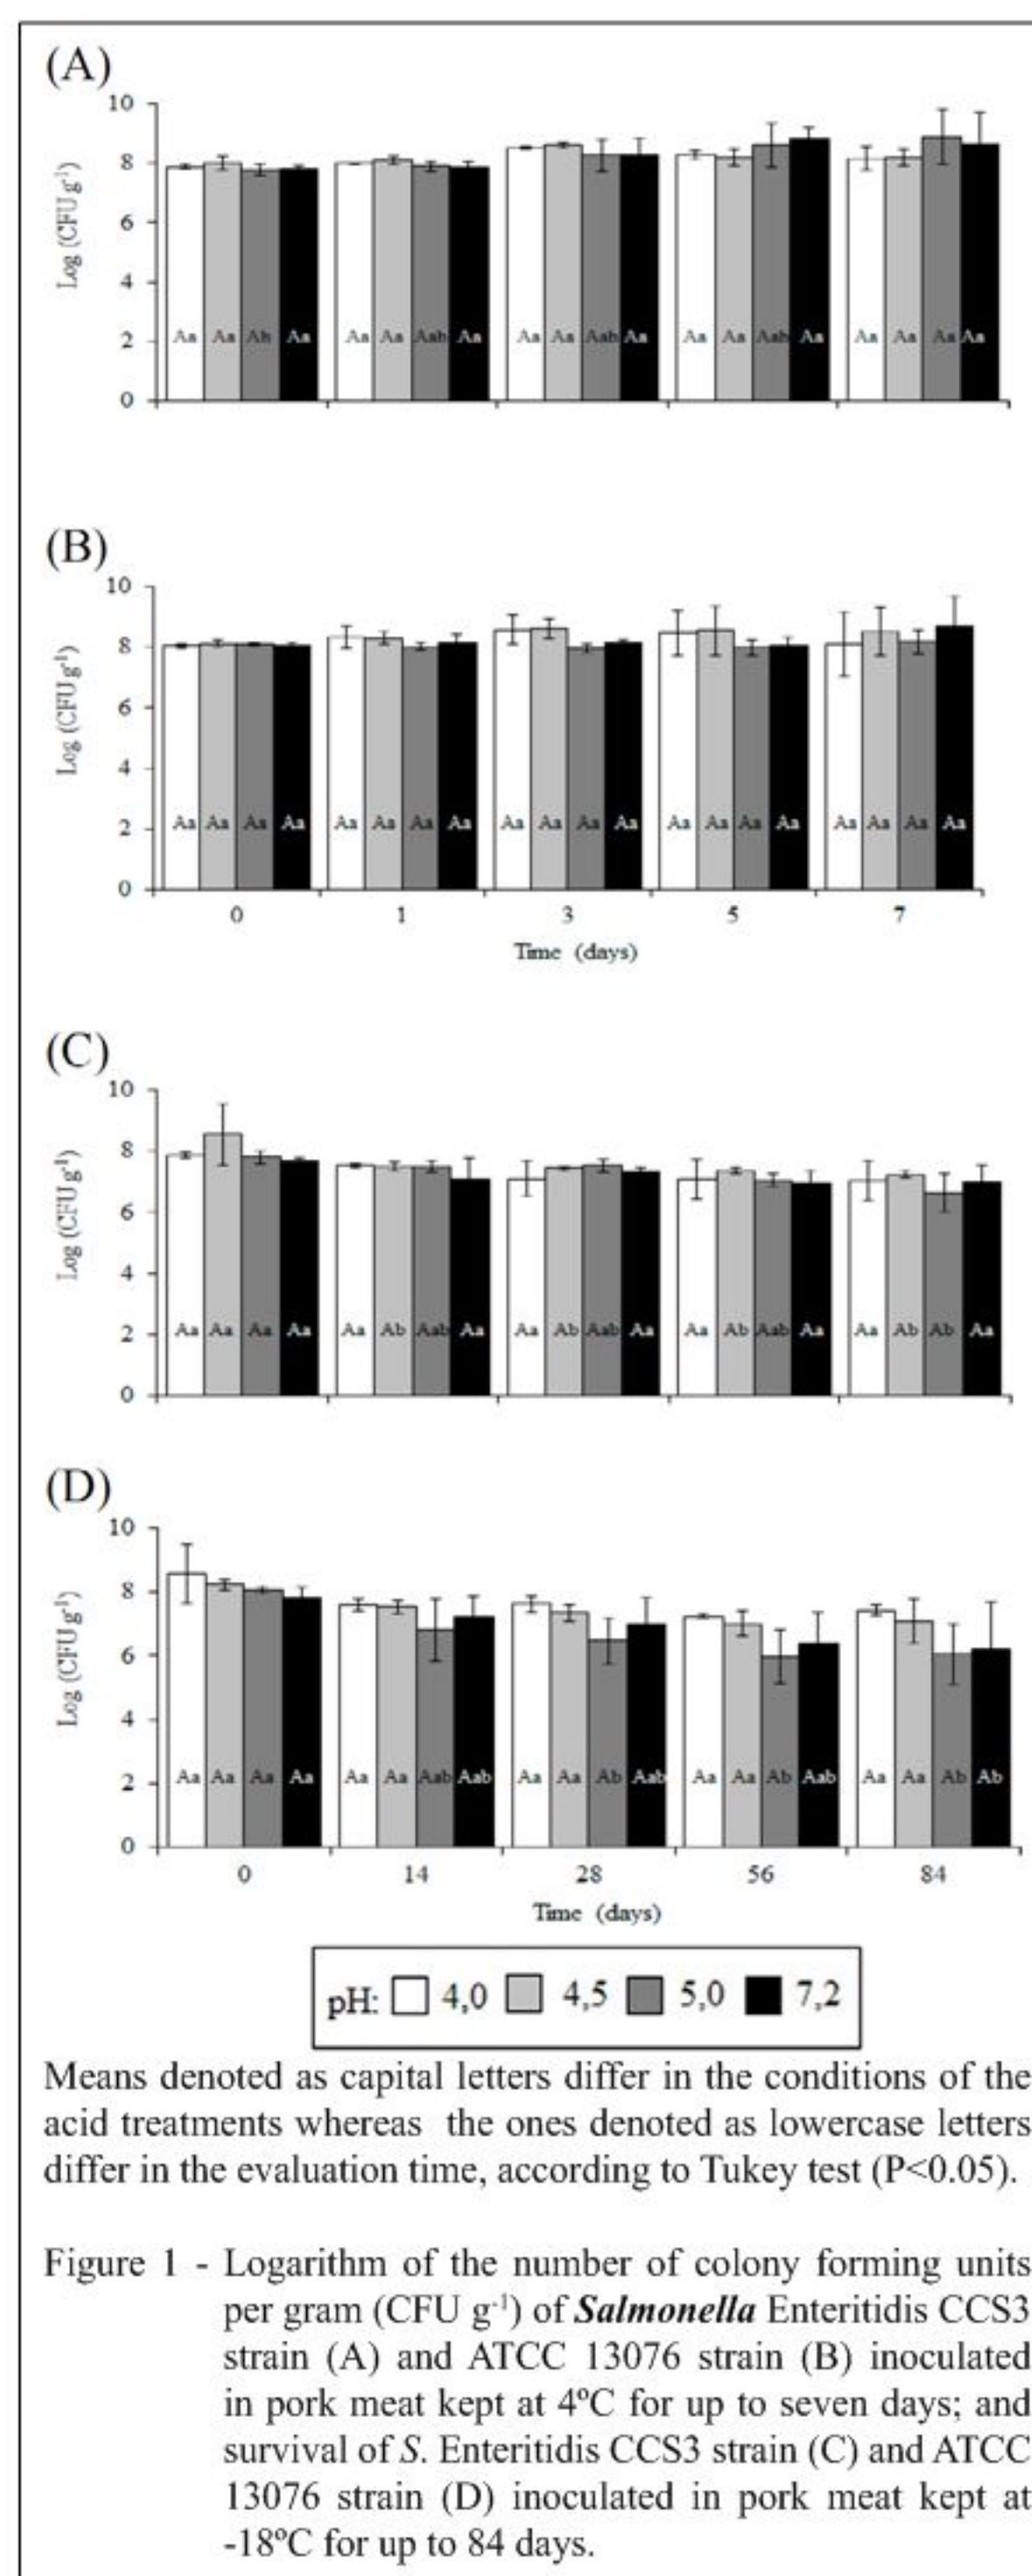 (A)
10
8
6
4
2
0
Log (CFU g-1)
Aa Aa Ab Aa Aa Aa Aab Aa Aa Aa Aab Aa Aa Aa Aab Aa Aa Aa Aa Aa
(B)
10
8
6
4
2
0
Log (CFU g-1)
Aa Aa Aa Aa Aa Aa Aa Aa Aa Aa Aa Aa Aa Aa Aa Aa Aa Aa Aa Aa
0 1 3 5 7
Time (days)
(C)
10
8
6
4
2
0
Log (CFU g-1)
Aa Aa Aa Aa Aa Ab Aab Aa Aa Ab Aab Aa Aa Ab Aab Aa Aa Ab Ab Aa
(D)
10
8
6
4
2
0
Log (CFU g-1)
Aa Aa Aa Aa Aa Aa Aab Aab Aa Aa Ab Aab Aa Aa Ab Aab Aa Aa Ab Ab
0 14 28 56 84
Time (days)
pH: 4,0 4,5 5,0 7,2
Means denoted as capital letters differ in the conditions of the
acid treatments whereas the ones denoted as lowercase letters
differ in the evaluation time, according to Tukey test (P<0.05).
Figure 1 - Logarithm of the number of colony forming units
per gram (CFU g-1) of Salmonella Enteritidis CCS3
strain (A) and ATCC 13076 strain (B) inoculated
in pork meat kept at 4ºC for up to seven days; and
survival of S. Enteritidis CCS3 strain (C) and ATCC
13076 strain (D) inoculated in pork meat kept at
-18ºC for up to 84 days.